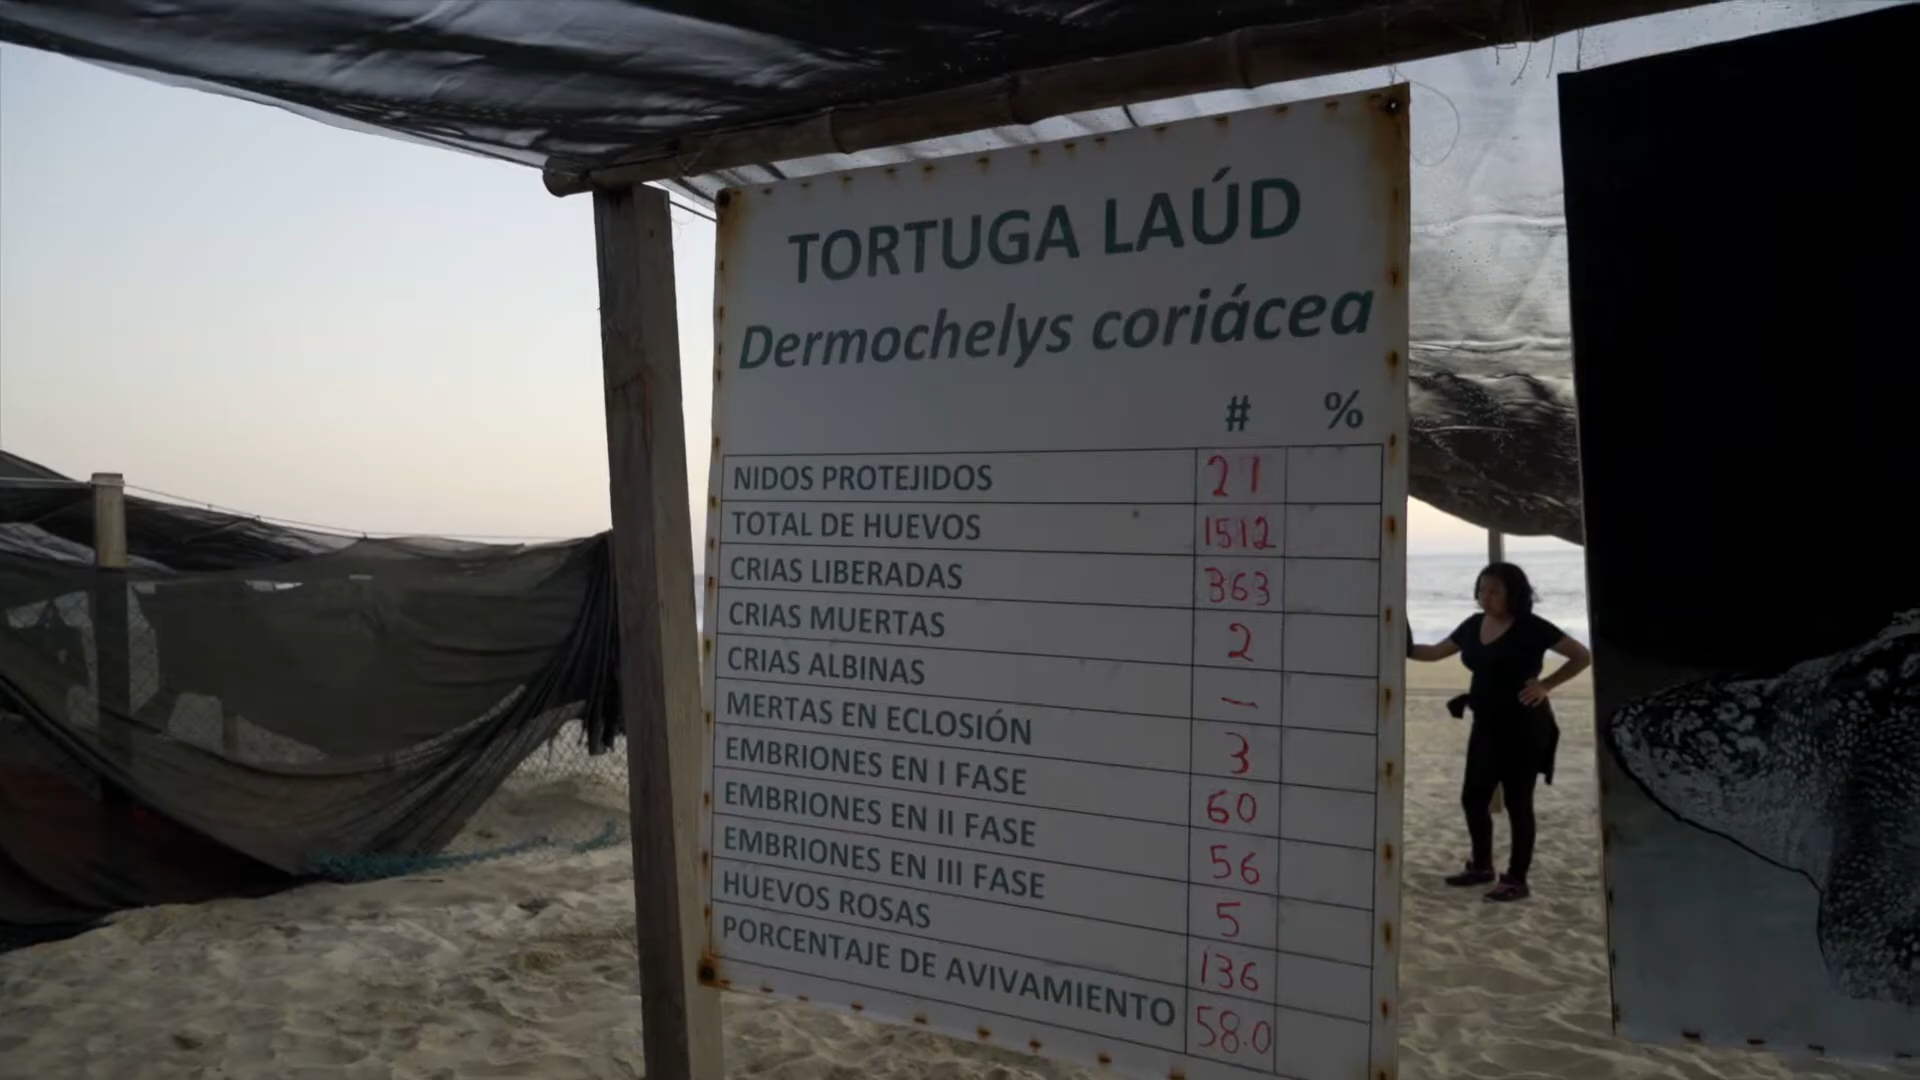 TORTUGA LAÚD
Dermochelys coriácea
# %
NIDOS PROTEJIDOS 21
TOTAL DE HUEVOS 1512
CRIAS LIBERADAS 363
CRIAS MUERTAS 2
CRIAS ALBINAS -
MERTAS EN ECLOSIÓN 3
EMBRIONES EN I FASE 60
EMBRIONES EN II FASE 56
EMBRIONES EN III FASE 5
HUEVOS ROSAS 136
PORCENTAJE DE AVIVAMIENTO 58.0